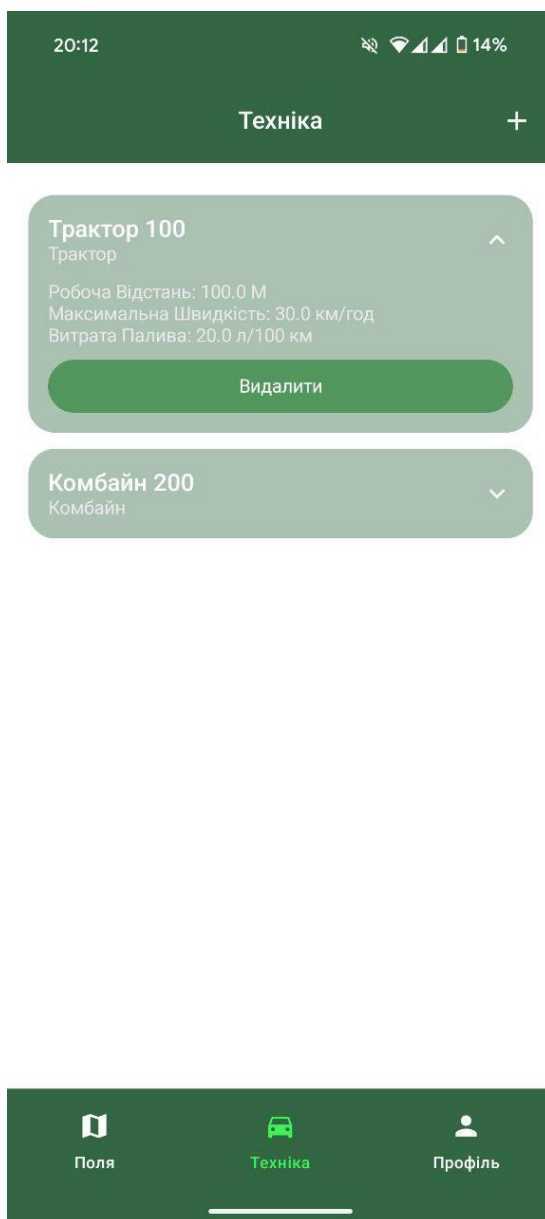 20:12
14%
Техніка
Трактор 100
Трактор
Робоча Відстань: 100.0 М
Максимальна Швидкість: 30.0 км/год
Витрата Палива: 20.0 л/100 км
Видалити
Комбайн 200
Комбайн
Поля
Техніка
Профіль